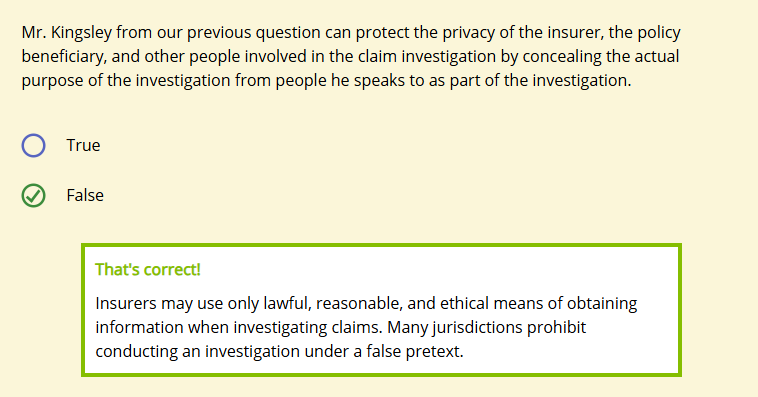 Mr. Kingsley from our previous question can protect the privacy of the insurer, the policy
beneficiary, and other people involved in the claim investigation by concealing the actual
purpose of the investigation from people he speaks to as part of the investigation.
True
False
That's correct!
Insurers may use only lawful, reasonable, and ethical means of obtaining
information when investigating claims. Many jurisdictions prohibit
conducting an investigation under a false pretext.